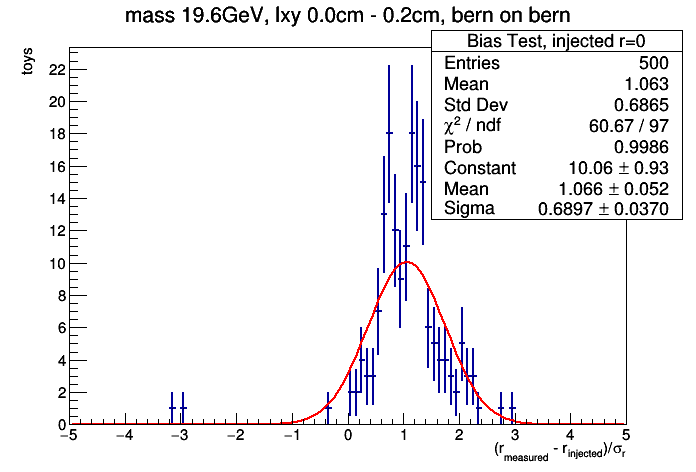 mass 19.6GeV, lxy 0.0cm - 0.2cm, bern on bern
Bias Test, injected r=0
Entries 500
Mean 1.063
Std Dev 0.6865
χ² / ndf 60.67 / 97
Prob 0.9986
Constant 10.06 ± 0.93
Mean 1.066 ± 0.052
Sigma 0.6897 ± 0.0370
toys
22
20
18
16
14
12
10
8
6
4
2
0
−5 −4 −3 −2 −1 0 1 2 3 4 5
(r_measured - r_injected)/σ_r